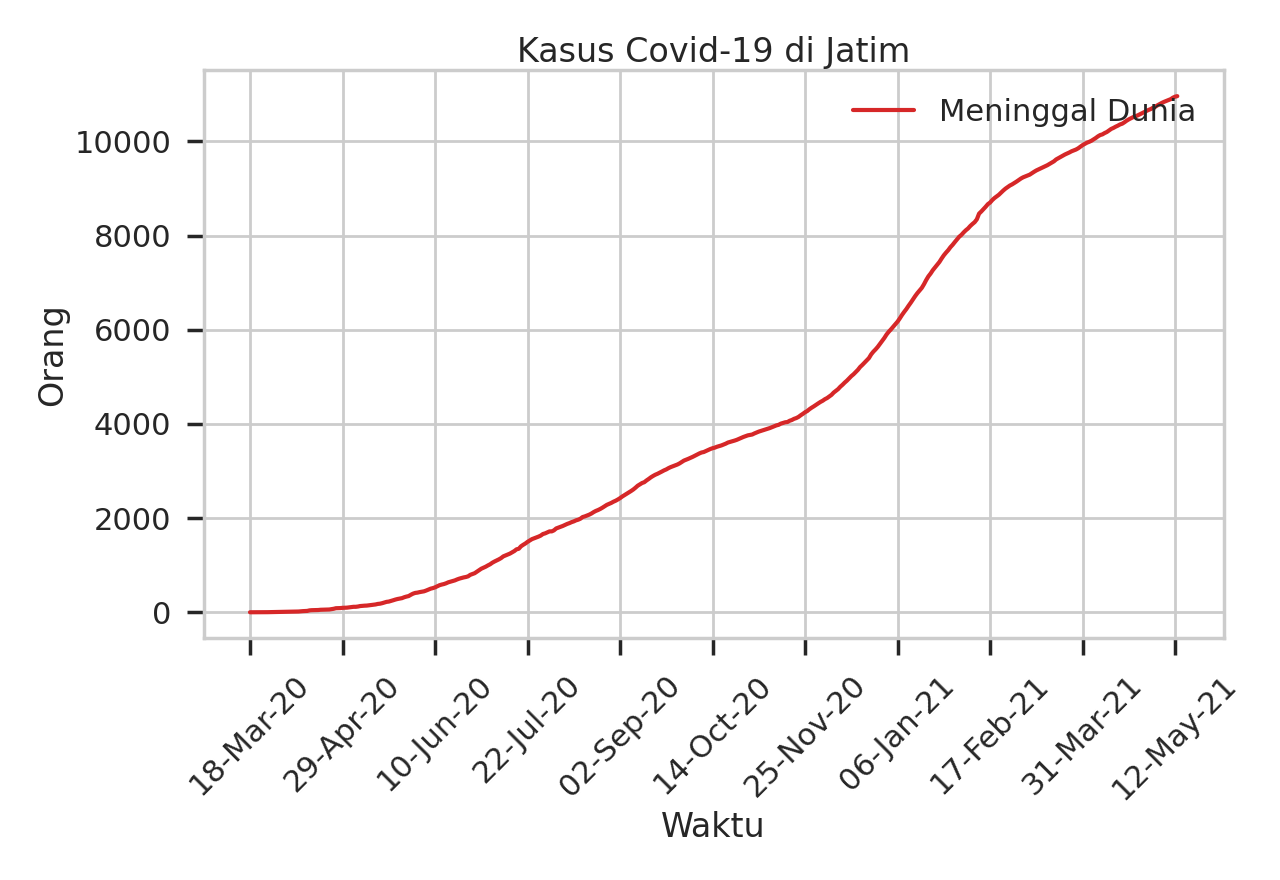 Kasus Covid-19 di Jatim
Meninggal Dunia
10000
8000
6000
4000
2000
0
Orang
18-Mar-20
29-Apr-20
10-Jun-20
22-Jul-20
02-Sep-20
14-Oct-20
25-Nov-20
06-Jan-21
17-Feb-21
31-Mar-21
12-May-21
Waktu